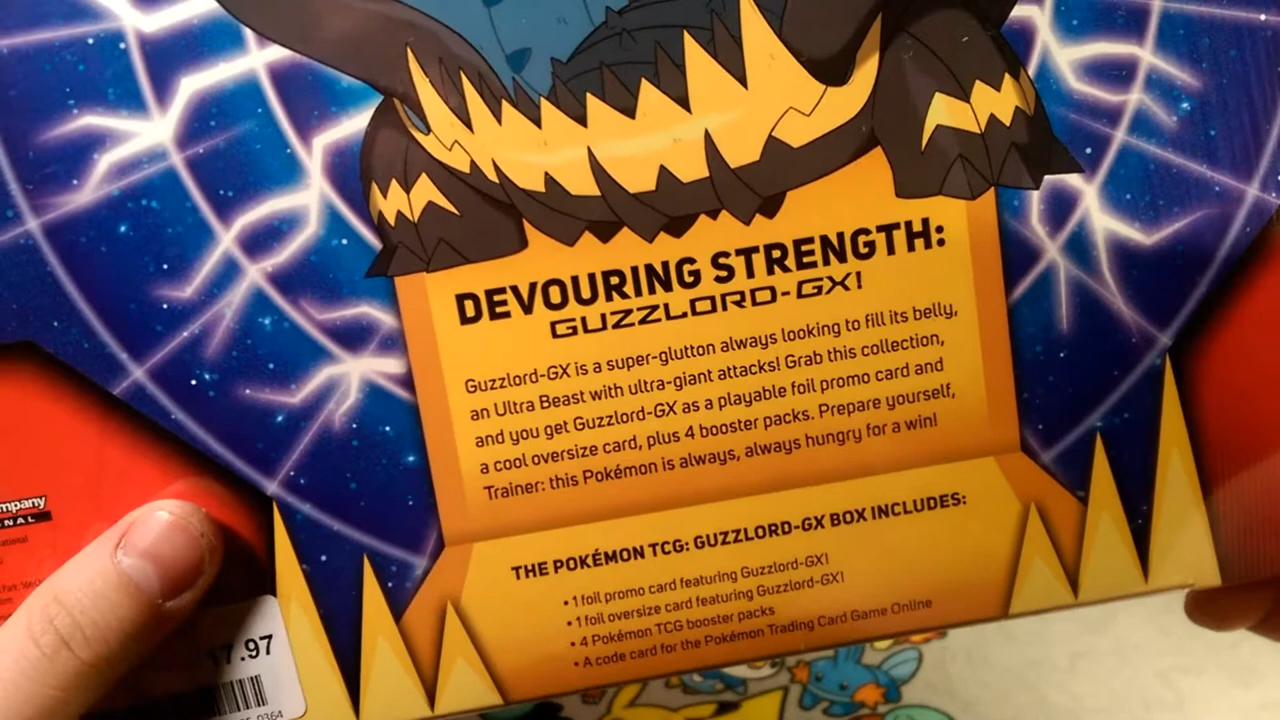 DEVOURING STRENGTH:
GUZZLORD-GX!
Guzzlord-GX is a super-glutton always looking to fill its belly,
an Ultra Beast with ultra-giant attacks! Grab this collection,
and you get Guzzlord-GX as a playable foil promo card and
a cool oversize card, plus 4 booster packs. Prepare yourself,
Trainer: this Pokémon is always, always hungry for a win!
THE POKÉMON TCG: GUZZLORD-GX BOX INCLUDES:
• 1 foil promo card featuring Guzzlord-GX!
• 1 foil oversize card featuring Guzzlord-GX!
• 4 Pokémon TCG booster packs
• A code card for the Pokémon Trading Card Game Online
7.97